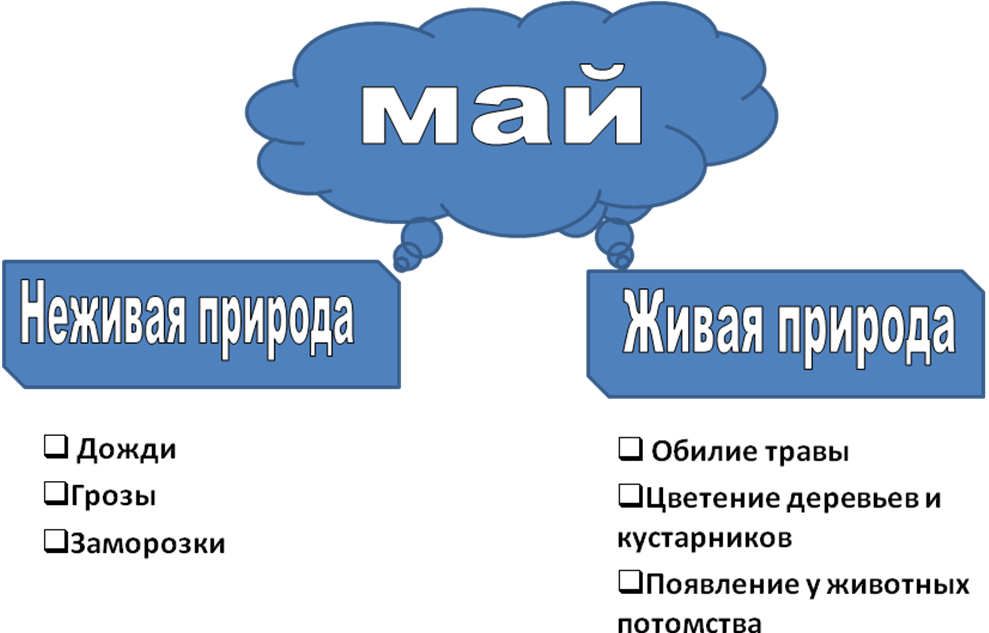 май
Неживая природа
Дожди
Грозы
Заморозки
Живая природа
Обилие травы
Цветение деревьев и
кустарников
Появление у животных
потомства